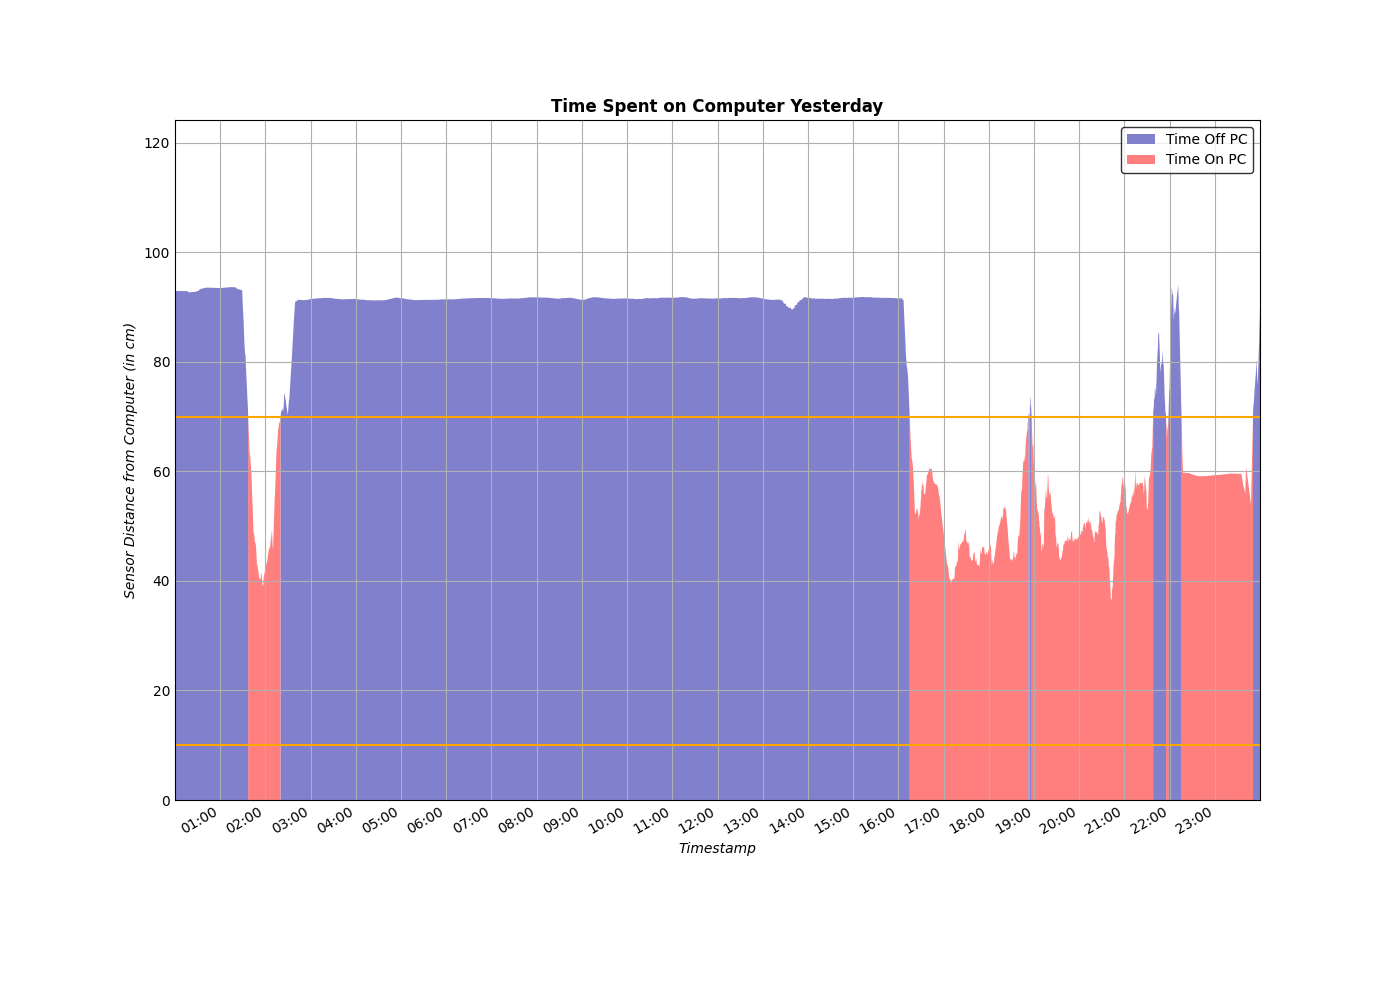 Time Spent on Computer Yesterday
Time Off PC
Time On PC
120
100
80
60
40
20
0
Sensor Distance from Computer (in cm)
01:00 02:00 03:00 04:00 05:00 06:00 07:00 08:00 09:00 10:00 11:00 12:00 13:00 14:00 15:00 16:00 17:00 18:00 19:00 20:00 21:00 22:00 23:00
Timestamp